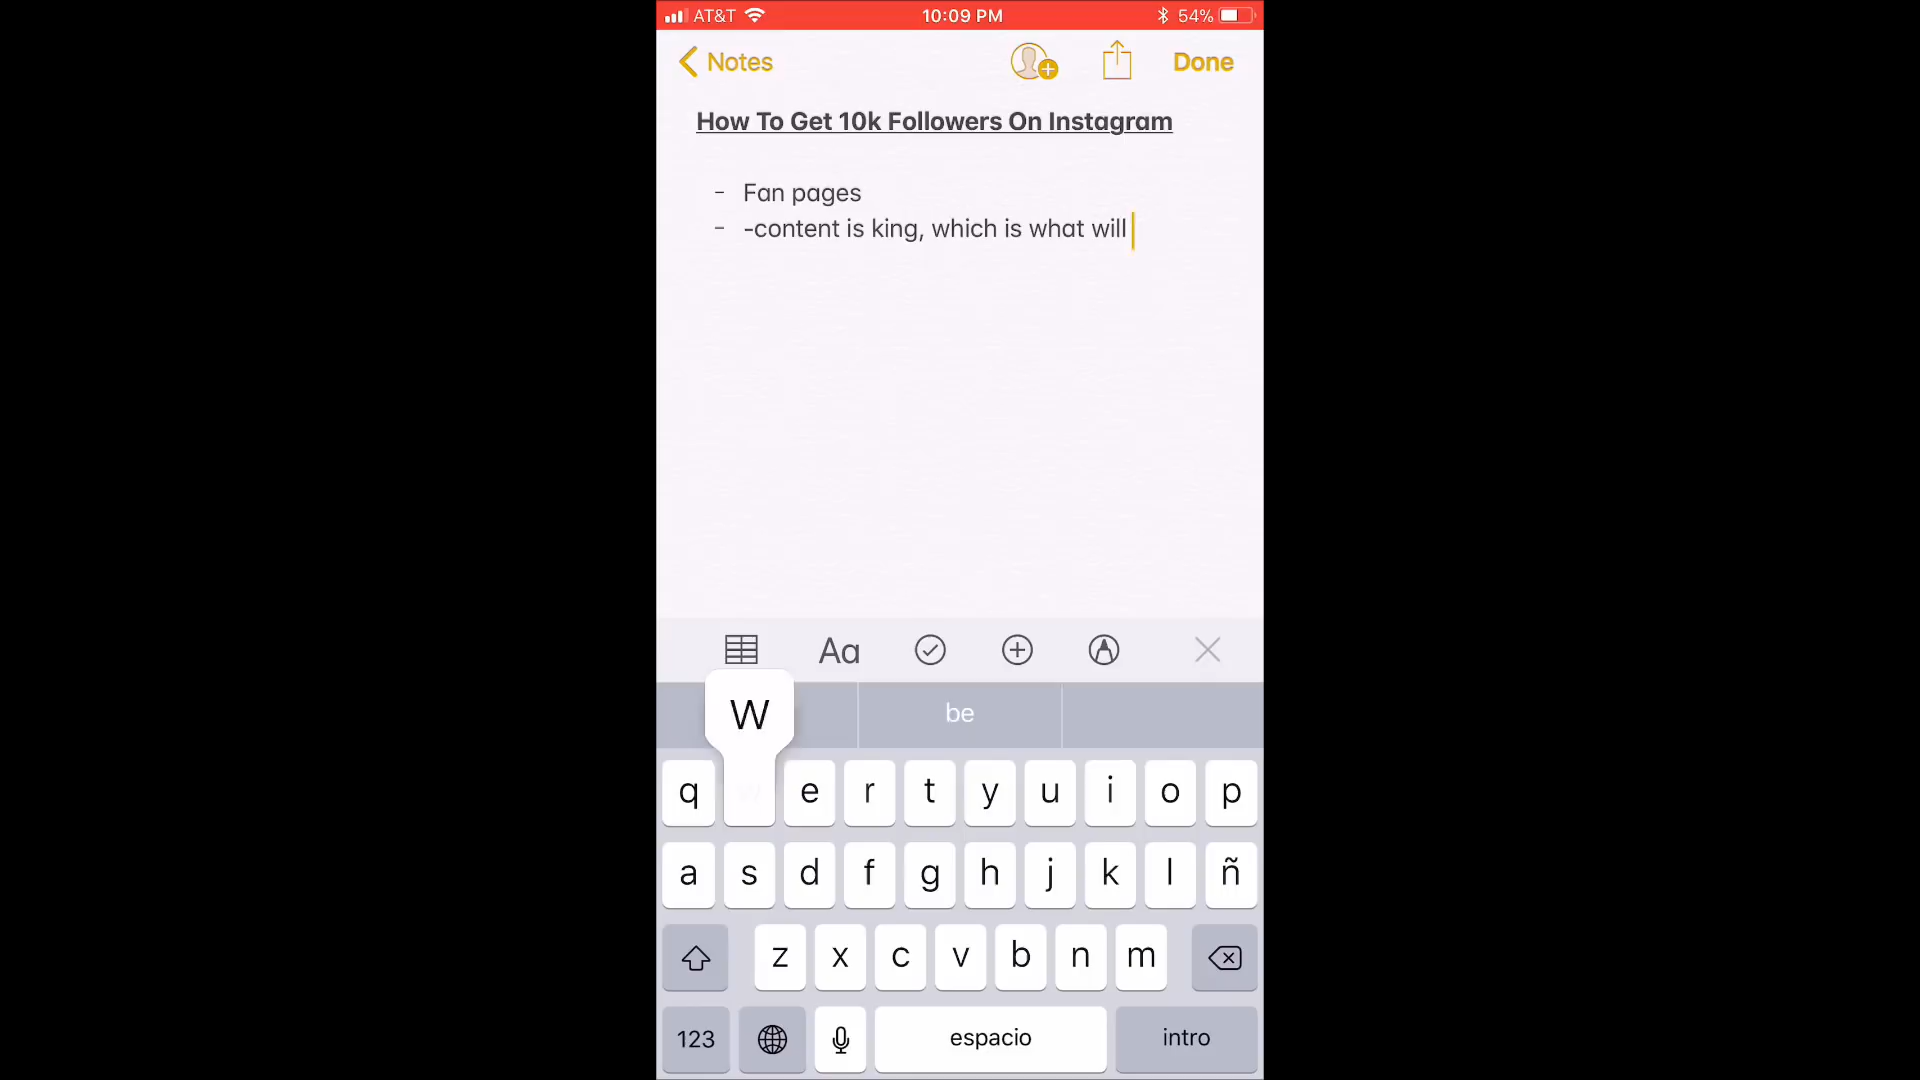 AT&T 10:09 PM 54%
Notes Done
How To Get 10k Followers On Instagram
- Fan pages
- -content is king, which is what will
Aa
be
W
q e r t y u i o p
a s d f g h j k l ñ
z x c v b n m
123 espacio intro